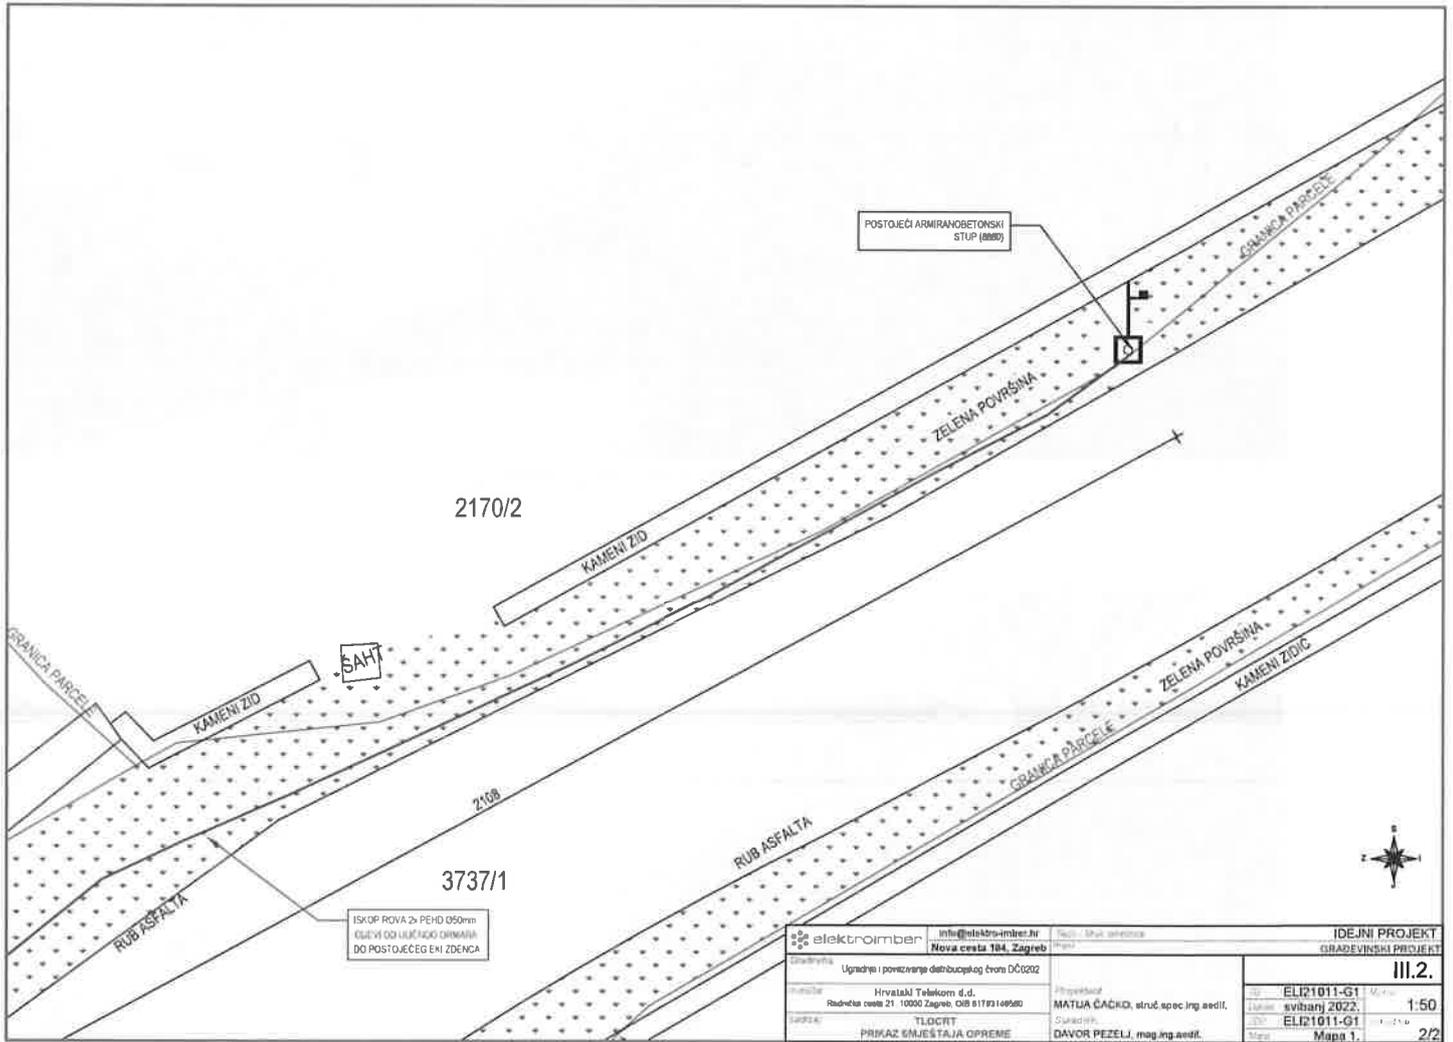 POSTOJEĆI ARMIRANOBETONSKI
STUP (8880)
GRANICA PARCELE
ZELENA POVRŠINA
2170/2
KAMENI ZID
GRANICA PARCELE
ŠAHT
KAMENI ZID
ZELENA POVRŠINA
KAMENI ZIDIĆ
GRANICA PARCELE
2108
RUB ASFALTA
3737/1
RUB ASFALTA
ISKOP ROVA 2x PEHD Ø50mm
CIJEVI OD ULIČNOG ORMARA
DO POSTOJEĆEG EKI ZDENCA
S
Z I
J
elektroimber
info@elektro-imber.hr
Nova cesta 184, Zagreb
IDEJNI PROJEKT
GRAĐEVINSKI PROJEKT
Građevina
Ugradnja i povezivanje distribucijskog čvora DČ0202
III.2.
Hrvatski Telekom d.d.
Radnička cesta 21 10000 Zagreb,
Projektant
MATIJA ČAČKO, struč.spec.ing.aedif.
ELI21011-G1
svibanj 2022.
1:50
TLOCRT
PRIKAZ SMJEŠTAJA OPREME
Suradnik
DAVOR PEZELJ, mag.ing.aedif.
ELI21011-G1
Mapa 1.
2/2